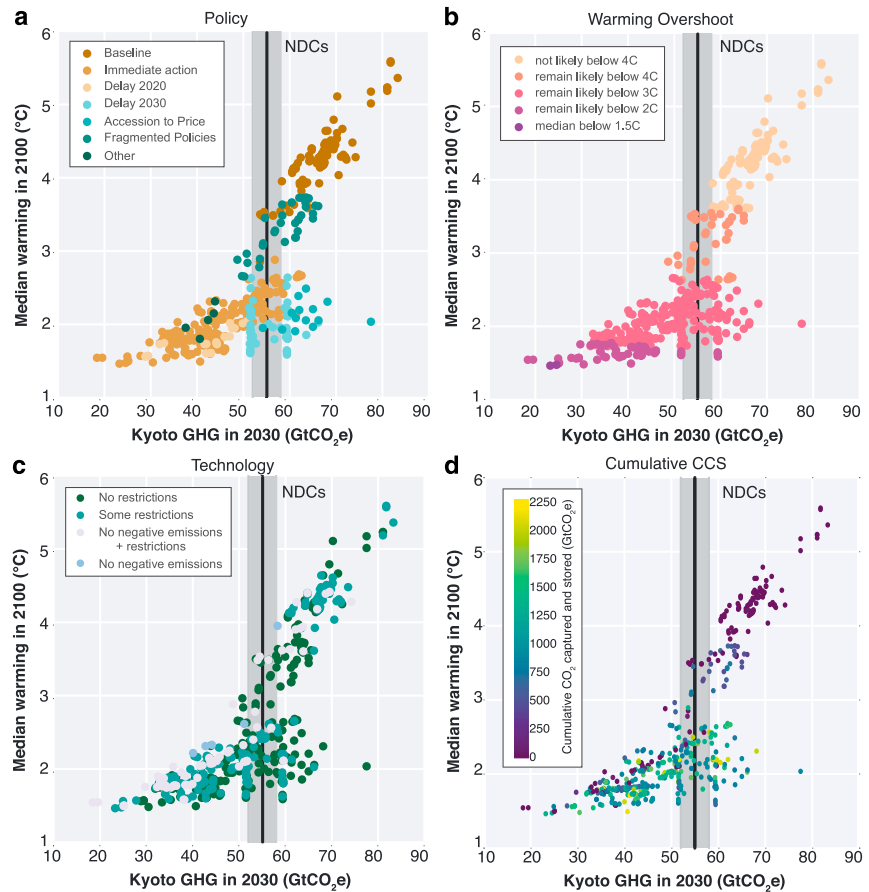 a
Policy
NDCs
Baseline
Immediate action
Delay 2020
Delay 2030
Accession to Price
Fragmented Policies
Other
Median warming in 2100 (°C)
6
5
4
3
2
1
10 20 30 40 50 60 70 80 90
Kyoto GHG in 2030 (GtCO₂e)
b
Warming Overshoot
NDCs
not likely below 4C
remain likely below 4C
remain likely below 3C
remain likely below 2C
median below 1.5C
Median warming in 2100 (°C)
6
5
4
3
2
1
10 20 30 40 50 60 70 80 90
Kyoto GHG in 2030 (GtCO₂e)
c
Technology
NDCs
No restrictions
Some restrictions
No negative emissions
+ restrictions
No negative emissions
Median warming in 2100 (°C)
6
5
4
3
2
1
10 20 30 40 50 60 70 80 90
Kyoto GHG in 2030 (GtCO₂e)
d
Cumulative CCS
NDCs
2250
2000
1750
1500
1250
1000
750
500
250
0
Cumulative CO₂ captured and stored (GtCO₂e)
Median warming in 2100 (°C)
6
5
4
3
2
1
10 20 30 40 50 60 70 80 90
Kyoto GHG in 2030 (GtCO₂e)